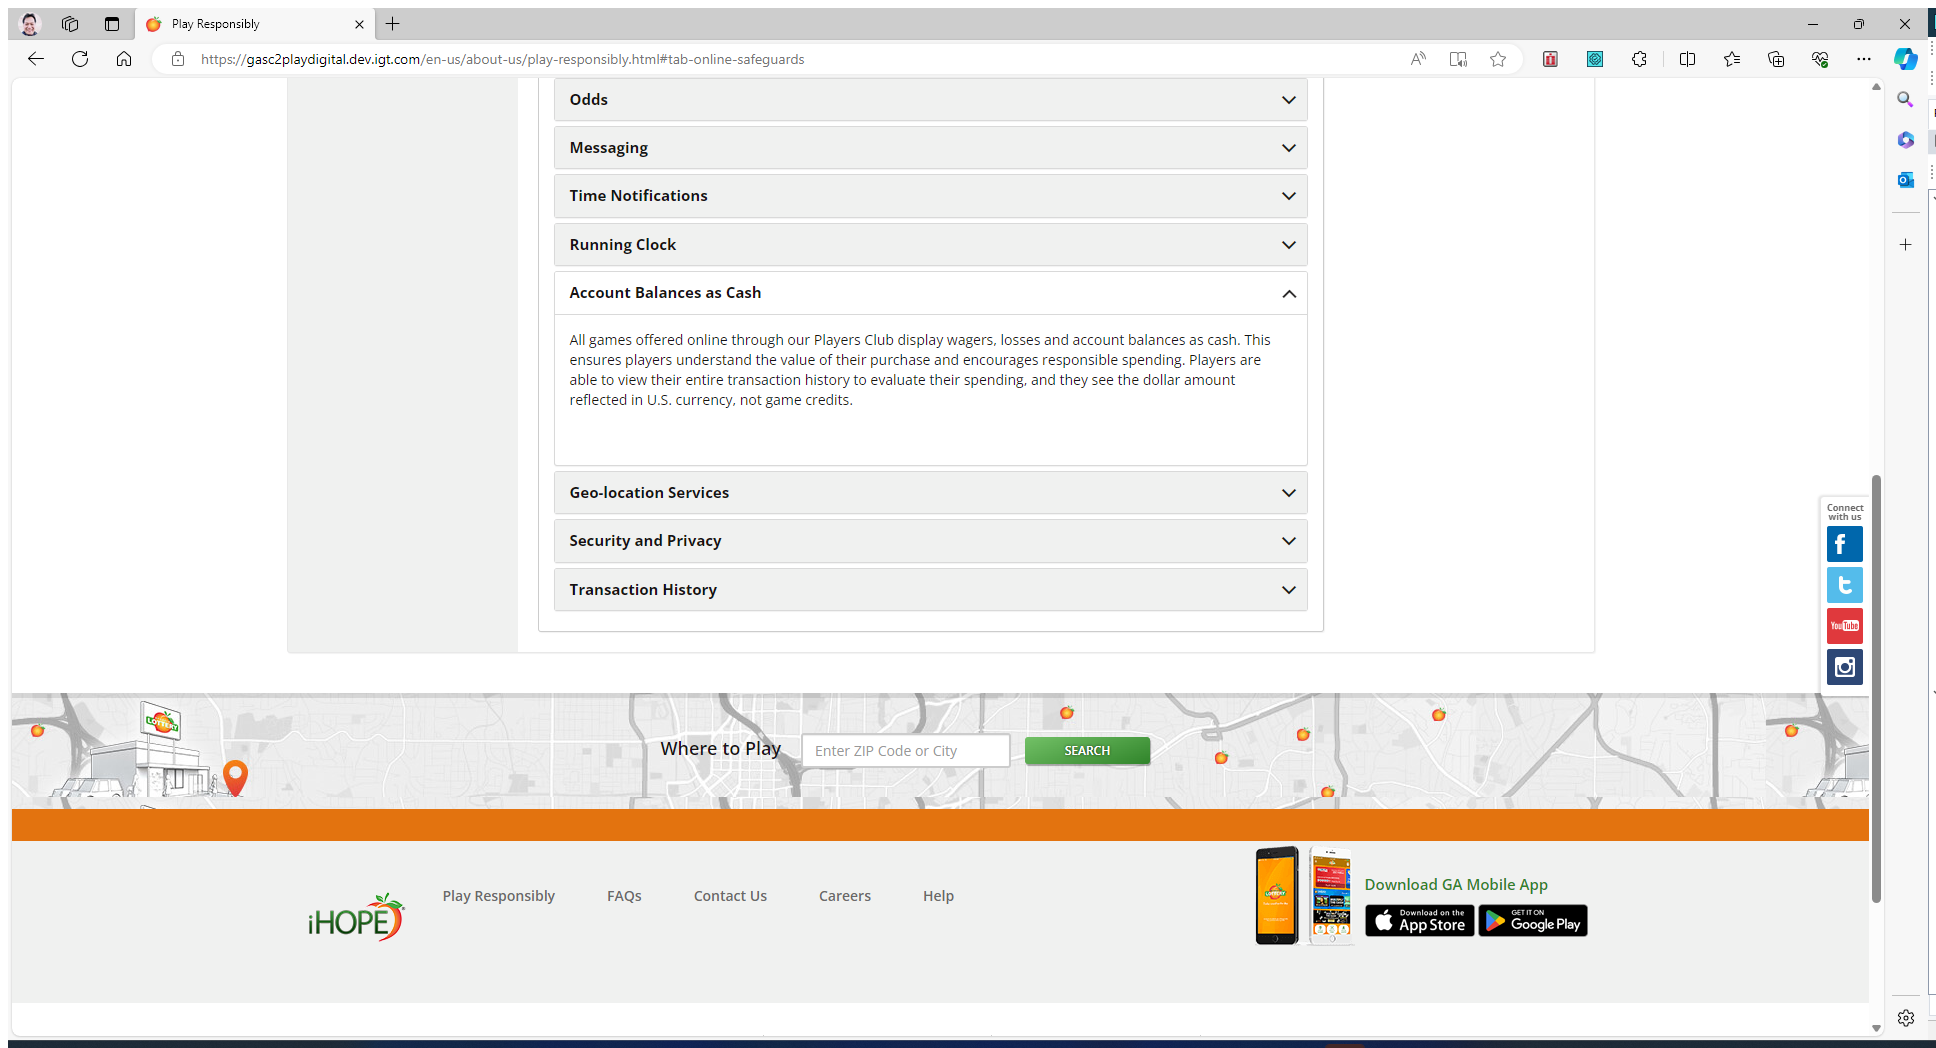 Play Responsibly
https://gasc2playdigital.dev.igt.com/en-us/about-us/play-responsibly.html#tab-online-safeguards
Odds
Messaging
Time Notifications
Running Clock
Account Balances as Cash
All games offered online through our Players Club display wagers, losses and account balances as cash. This
ensures players understand the value of their purchase and encourages responsible spending. Players are
able to view their entire transaction history to evaluate their spending, and they see the dollar amount
reflected in U.S. currency, not game credits.
Geo-location Services
Security and Privacy
Transaction History
Connect
with us
You Tube
LOTTERY
Where to Play
Enter ZIP Code or City
SEARCH
iHOPE
Play Responsibly
FAQs
Contact Us
Careers
Help
Download GA Mobile App
Download on the
App Store
GET IT ON
Google Play